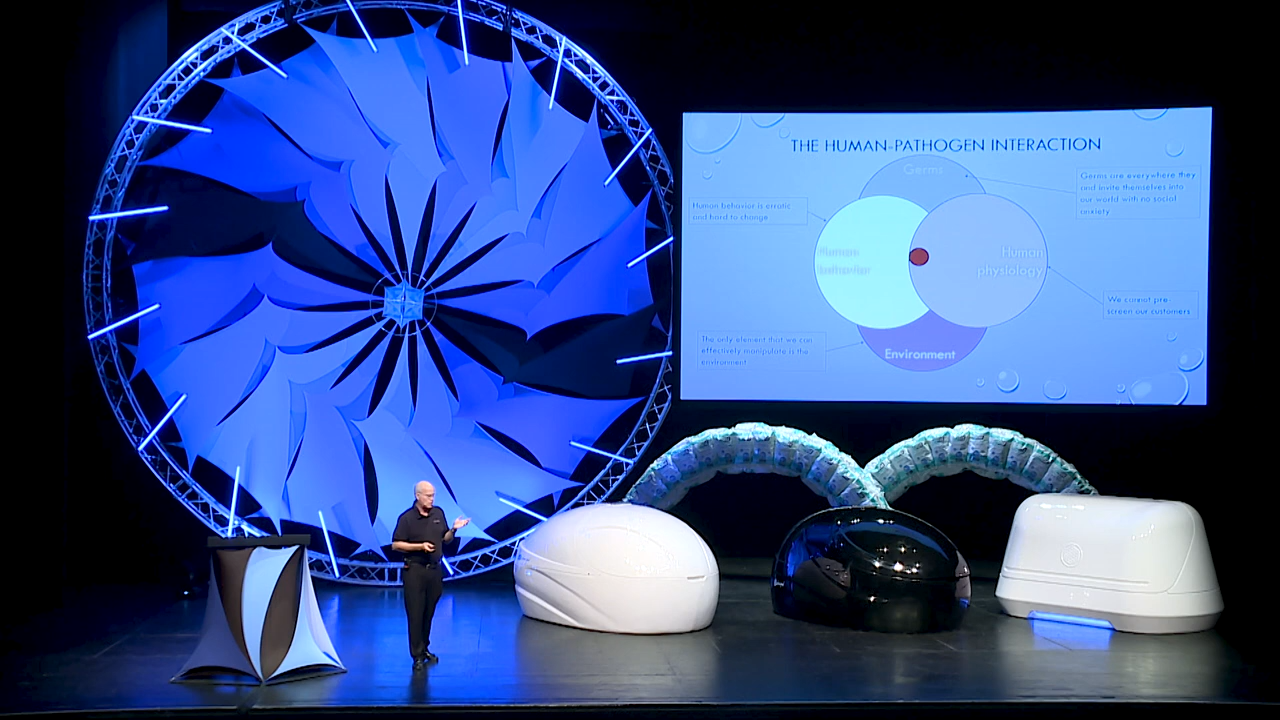 THE HUMAN-PATHOGEN INTERACTION
Germs
Germs are everywhere they
and invite themselves into
our world with no social
anxiety
Human behavior is erratic
and hard to change
Human
behavior
Human
physiology
We cannot pre-
screen our customers
The only element that we can
effectively manipulate is the
environment
Environment